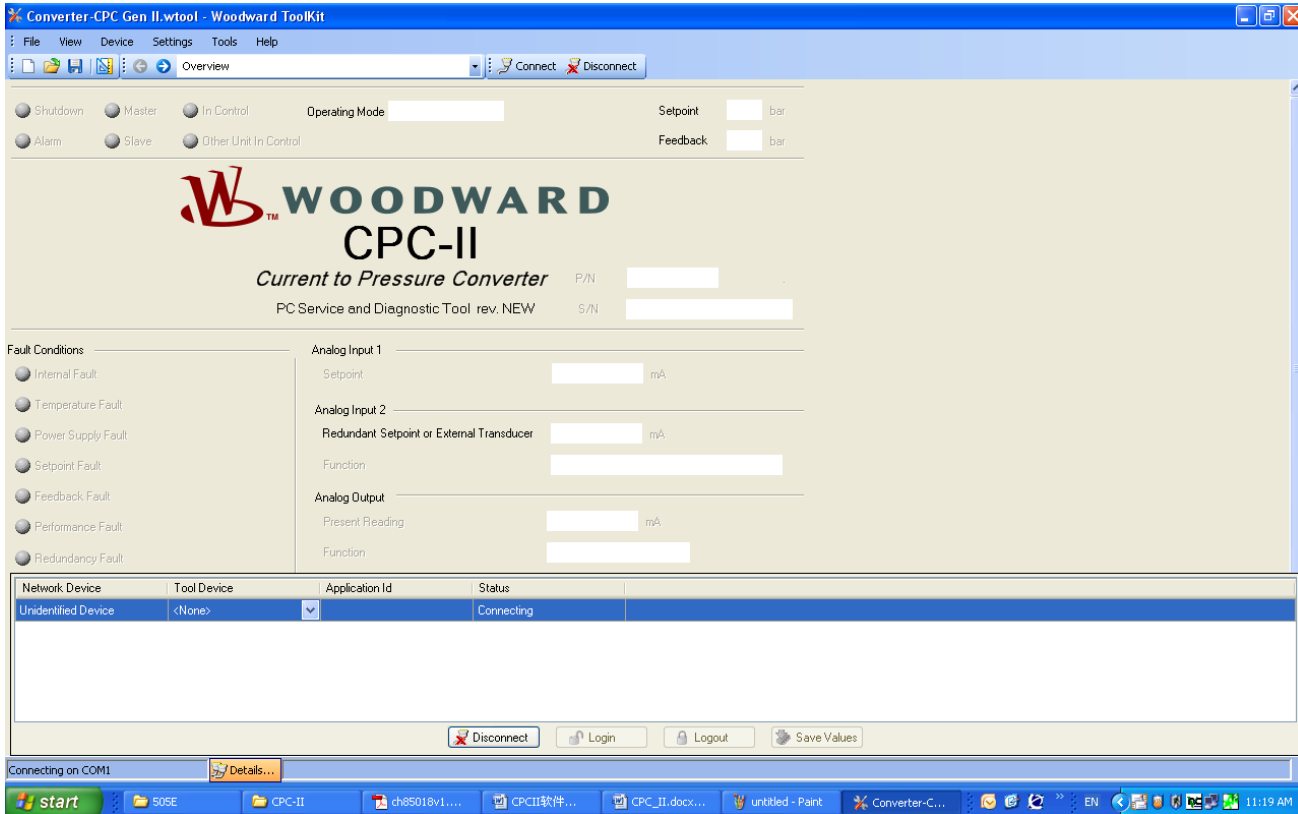 Converter-CPC Gen II.wtool - Woodward ToolKit
File View Device Settings Tools Help
Overview Connect Disconnect
Shutdown Master In Control Operating Mode Setpoint bar
Alarm Slave Other Unit In Control Feedback bar
W TM WOODWARD
CPC-II
Current to Pressure Converter P/N .
PC Service and Diagnostic Tool rev. NEW S/N
Fault Conditions Analog Input 1
Internal Fault Setpoint mA
Temperature Fault Analog Input 2
Power Supply Fault Redundant Setpoint or External Transducer mA
Setpoint Fault Function
Feedback Fault Analog Output
Performance Fault Present Reading mA
Redundancy Fault Function
Network Device Tool Device Application Id Status
Unidentified Device <None> Connecting
Disconnect Login Logout Save Values
Connecting on COM1 Details...
start 505E CPC-II ch85018v1.... CPCII软件... CPC_II.docx... untitled - Paint Converter-C... » EN 11:19 AM